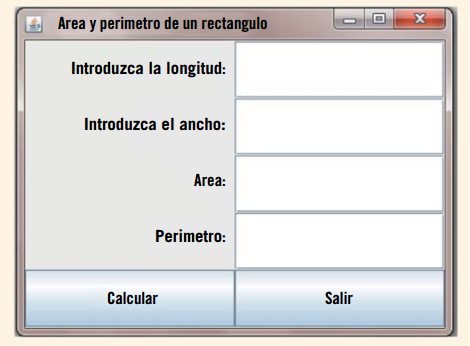 Area y perimetro de un rectangulo
Introduzca la longitud:
Introduzca el ancho:
Area:
Perimetro:
Calcular Salir